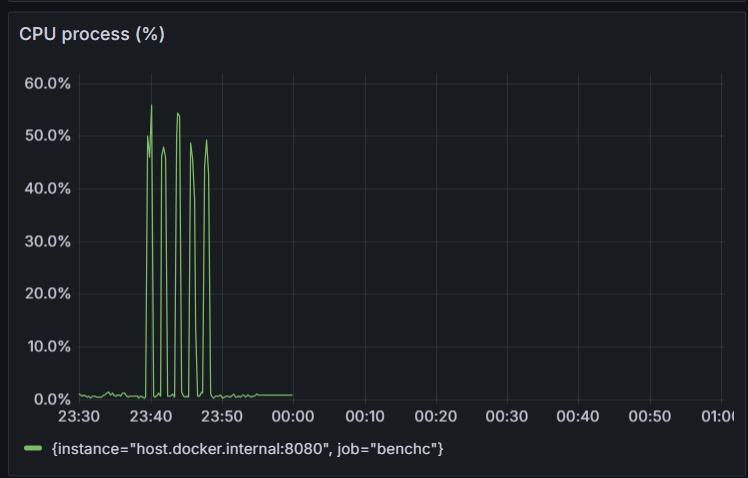 CPU process (%)
60.0%
50.0%
40.0%
30.0%
20.0%
10.0%
0.0%
23:30 23:40 23:50 00:00 00:10 00:20 00:30 00:40 00:50 01:0
{instance="host.docker.internal:8080", job="benchc"}